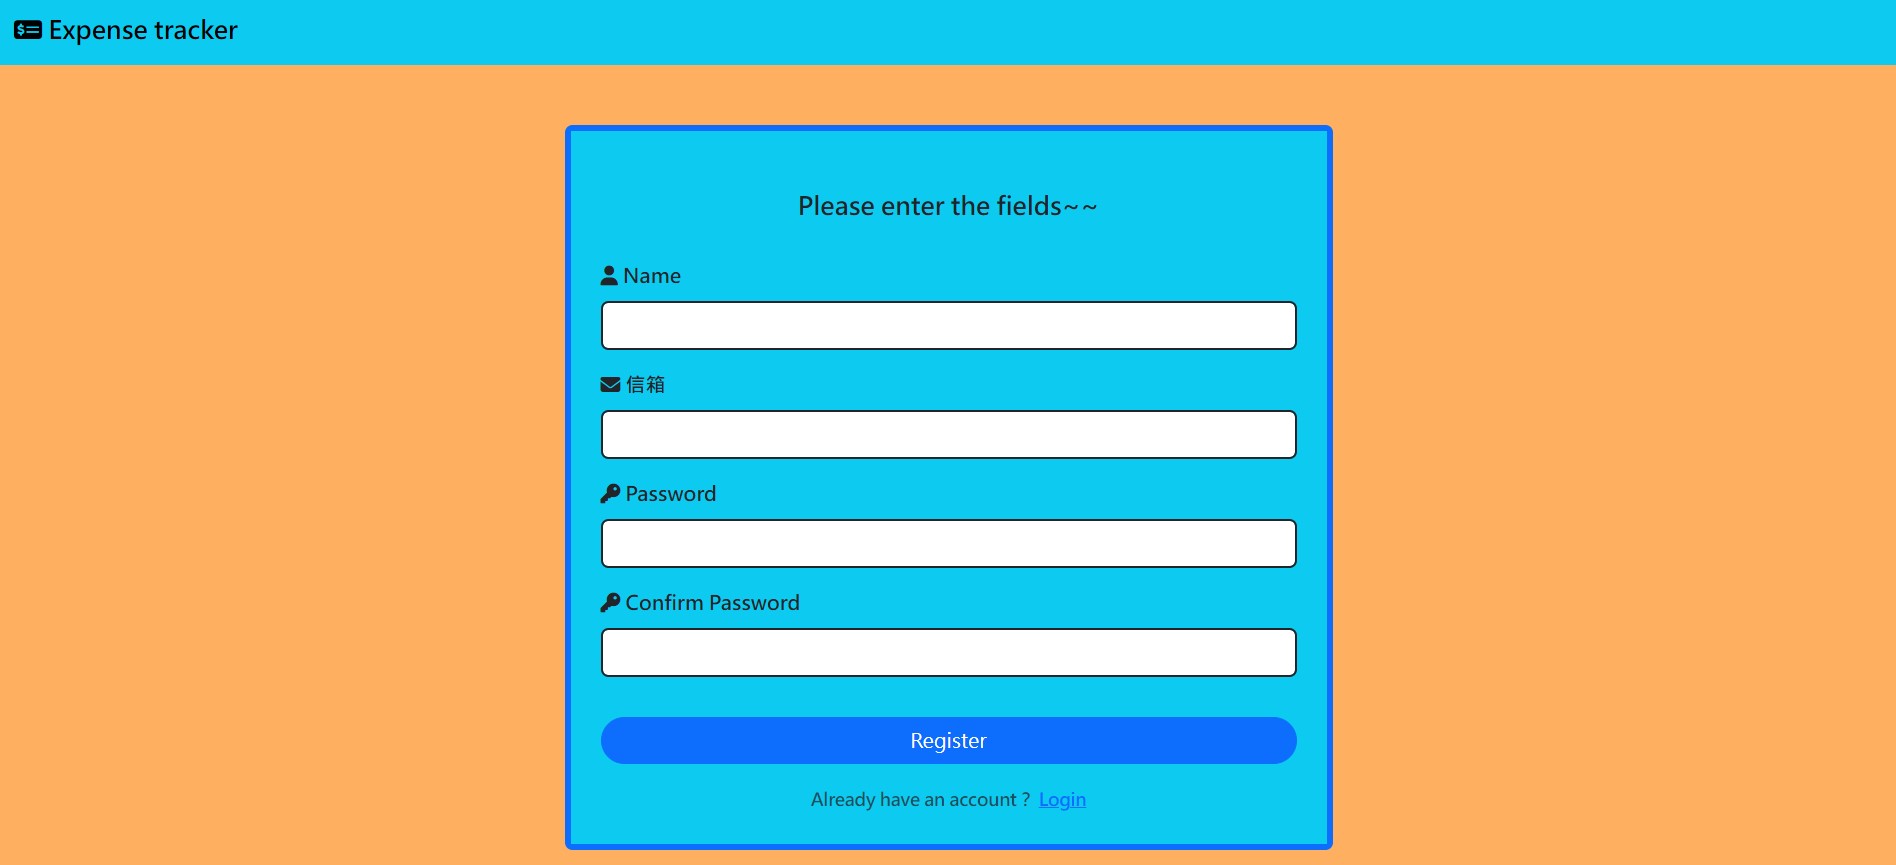 Expense tracker
Please enter the fields~~
Name
信箱
Password
Confirm Password
Register
Already have an account ? Login